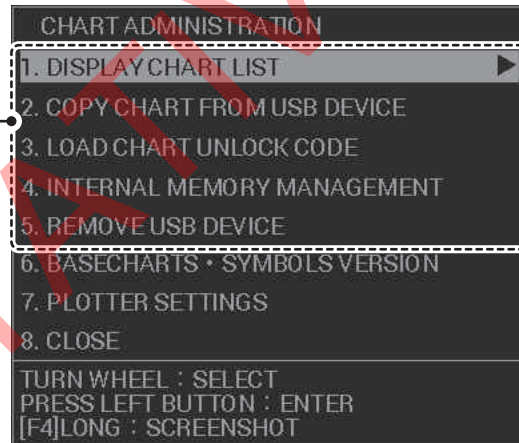 CHART ADMINISTRATION
1. DISPLAY CHART LIST
2. COPY CHART FROM USB DEVICE
3. LOAD CHART UNLOCK CODE
4. INTERNAL MEMORY MANAGEMENT
5. REMOVE USB DEVICE
6. BASECHARTS • SYMBOLS VERSION
7. PLOTTER SETTINGS
8. CLOSE
TURN WHEEL : SELECT
PRESS LEFT BUTTON : ENTER
[F4]LONG : SCREENSHOT